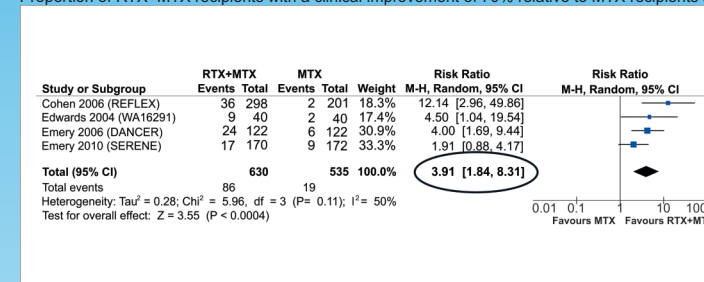 Proportion of RTX+MTX recipients with a clinical improvement of 70% relative to MTX recipients
RTX+MTX MTX Risk Ratio Risk Ratio
Study or Subgroup Events Total Events Total Weight M-H, Random, 95% CI M-H, Random, 95% CI
Cohen 2006 (REFLEX) 36 298 2 201 18.3% 12.14 [2.96, 49.86]
Edwards 2004 (WA16291) 9 40 2 40 17.4% 4.50 [1.04, 19.54]
Emery 2006 (DANCER) 24 122 6 122 30.9% 4.00 [1.69, 9.44]
Emery 2010 (SERENE) 17 170 9 172 33.3% 1.91 [0.88, 4.17]
Total (95% CI) 630 535 100.0% 3.91 [1.84, 8.31]
Total events 86 19
Heterogeneity: Tau² = 0.28; Chi² = 5.96, df = 3 (P= 0.11); I² = 50%
Test for overall effect: Z = 3.55 (P < 0.0004)
0.01 0.1 1 10 100
Favours MTX Favours RTX+MT